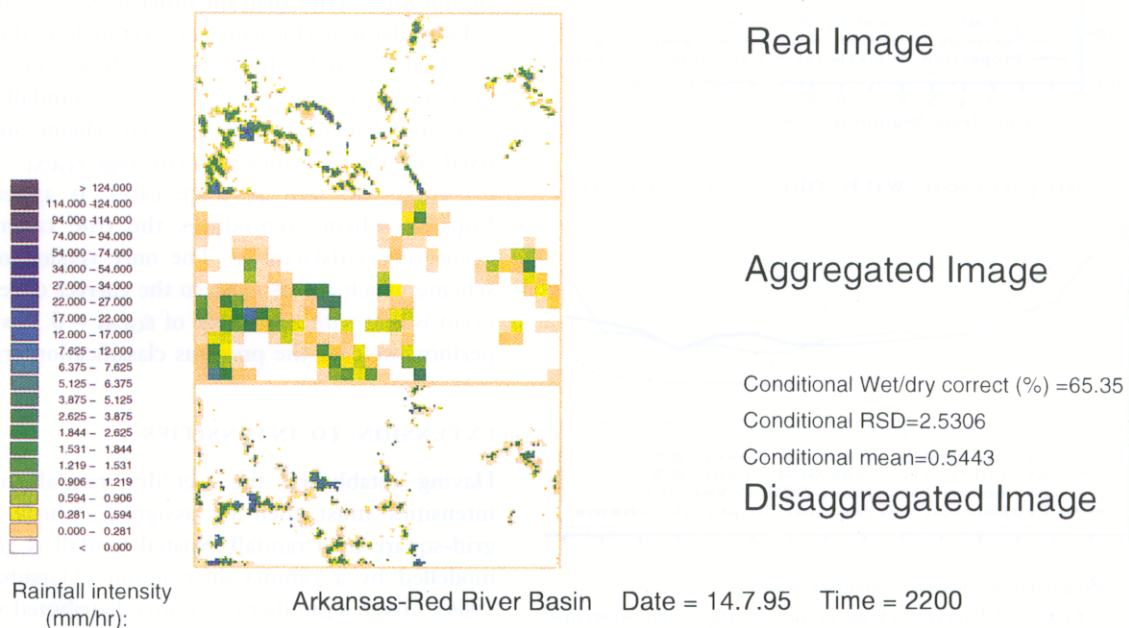 Real Image
> 124.000
114.000 -124.000
94.000 -114.000
74.000 - 94.000
54.000 - 74.000
34.000 - 54.000
27.000 - 34.000
22.000 - 27.000
17.000 - 22.000
12.000 - 17.000
7.625 - 12.000
6.375 - 7.625
5.125 - 6.375
3.875 - 5.125
2.625 - 3.875
1.844 - 2.625
1.531 - 1.844
1.219 - 1.531
0.906 - 1.219
0.594 - 0.906
0.281 - 0.594
0.000 - 0.281
< 0.000
Rainfall intensity
(mm/hr):
Aggregated Image
Conditional Wet/dry correct (%) =65.35
Conditional RSD=2.5306
Conditional mean=0.5443
Disaggregated Image
Arkansas-Red River Basin Date = 14.7.95 Time = 2200